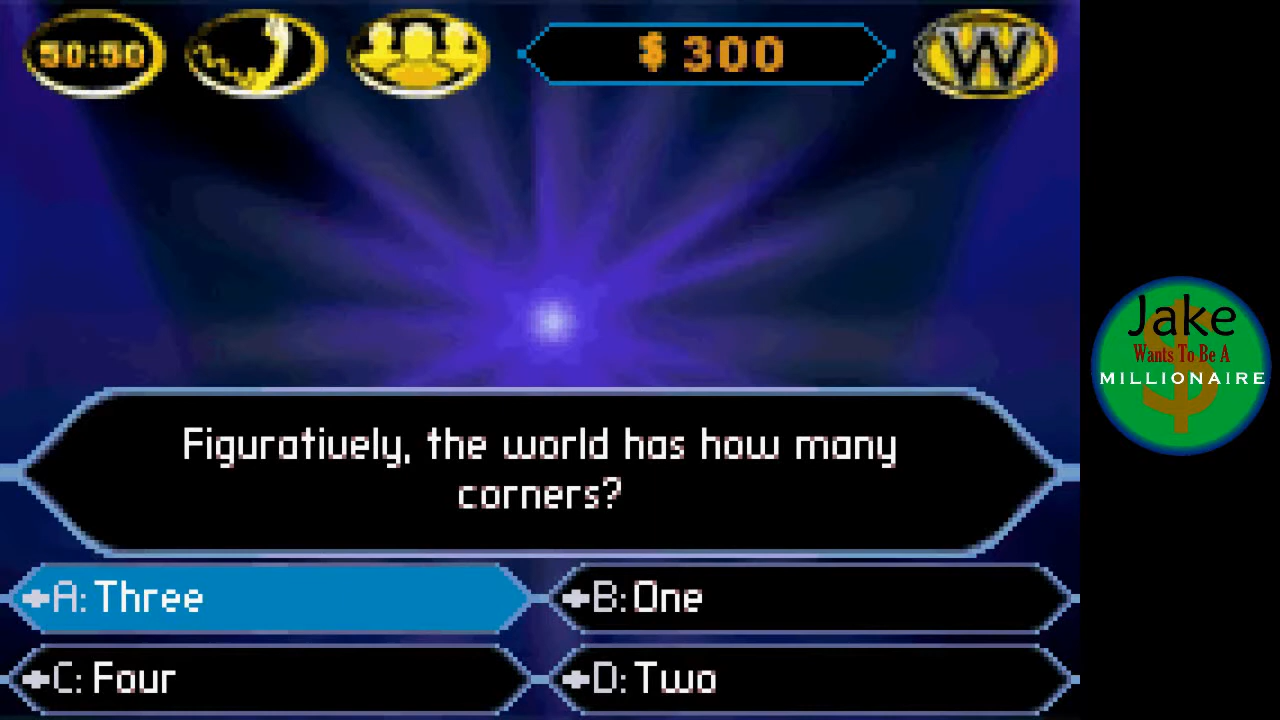 50:50
$ 300
W
Figuratively, the world has how many
corners?
A: Three
B: One
C: Four
D: Two
Jake
Wants To Be A
MILLIONAIRE
$